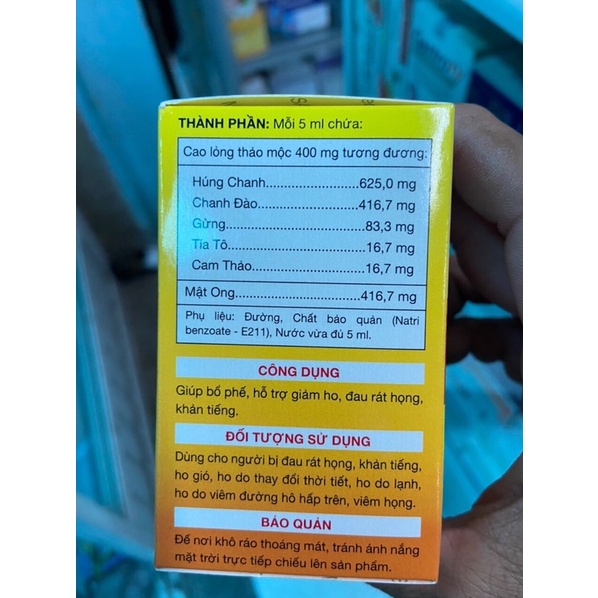 THÀNH PHẦN: Mỗi 5 ml chứa:
Cao lỏng thảo mộc 400 mg tương đương:
Húng Chanh........................625,0 mg
Chanh Đào..........................416,7 mg
Gừng....................................83,3 mg
Tía Tô....................................16,7 mg
Cam Thảo............................16,7 mg
Mật Ong..............................416,7 mg
Phụ liệu: Đường, Chất bảo quản (Natri
benzoate - E211), Nước vừa đủ 5 ml.
CÔNG DỤNG
Giúp bổ phế, hỗ trợ giảm ho, đau rát họng,
khản tiếng.
ĐỐI TƯỢNG SỬ DỤNG
Dùng cho người bị đau rát họng, khản tiếng,
ho gió, ho do thay đổi thời tiết, ho do lạnh,
ho do viêm đường hô hấp trên, viêm họng.
BẢO QUẢN
Để nơi khô ráo thoáng mát, tránh ánh nắng
mặt trời trực tiếp chiếu lên sản phẩm.